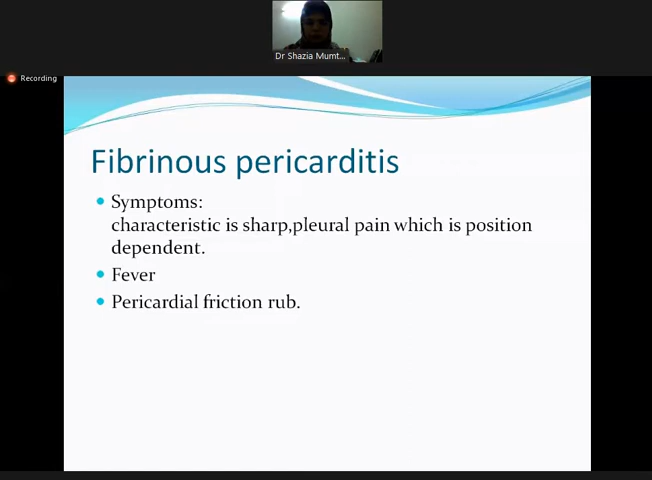 Dr Shazia Mumt...
Recording
Fibrinous pericarditis
Symptoms:
characteristic is sharp,pleural pain which is position
dependent.
Fever
Pericardial friction rub.